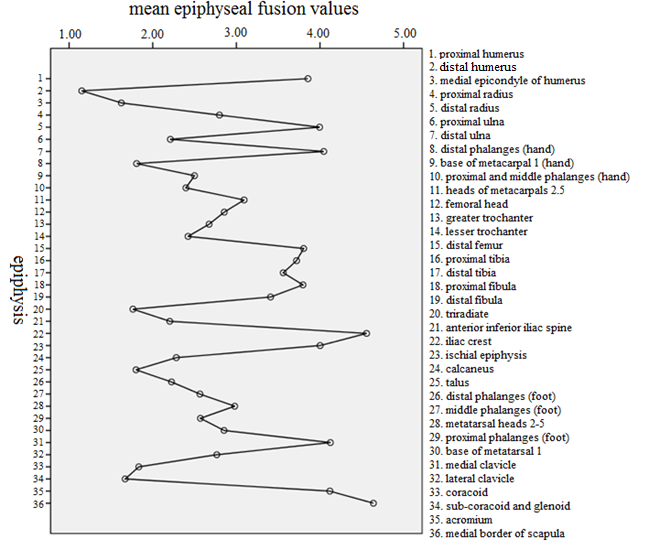 mean epiphyseal fusion values
1.00 2.00 3.00 4.00 5.00
epiphysis
1
2
3
4
5
6
7
8
9
10
11
12
13
14
15
16
17
18
19
20
21
22
23
24
25
26
27
28
29
30
31
32
33
34
35
36
1. proximal humerus
2. distal humerus
3. medial epicondyle of humerus
4. proximal radius
5. distal radius
6. proximal ulna
7. distal ulna
8. distal phalanges (hand)
9. base of metacarpal 1 (hand)
10. proximal and middle phalanges (hand)
11. heads of metacarpals 2.5
12. femoral head
13. greater trochanter
14. lesser trochanter
15. distal femur
16. proximal tibia
17. distal tibia
18. proximal fibula
19. distal fibula
20. triradiate
21. anterior inferior iliac spine
22. iliac crest
23. ischial epiphysis
24. calcaneus
25. talus
26. distal phalanges (foot)
27. middle phalanges (foot)
28. metatarsal heads 2-5
29. proximal phalanges (foot)
30. base of metatarsal 1
31. medial clavicle
32. lateral clavicle
33. coracoid
34. sub-coracoid and glenoid
35. acromium
36. medial border of scapula